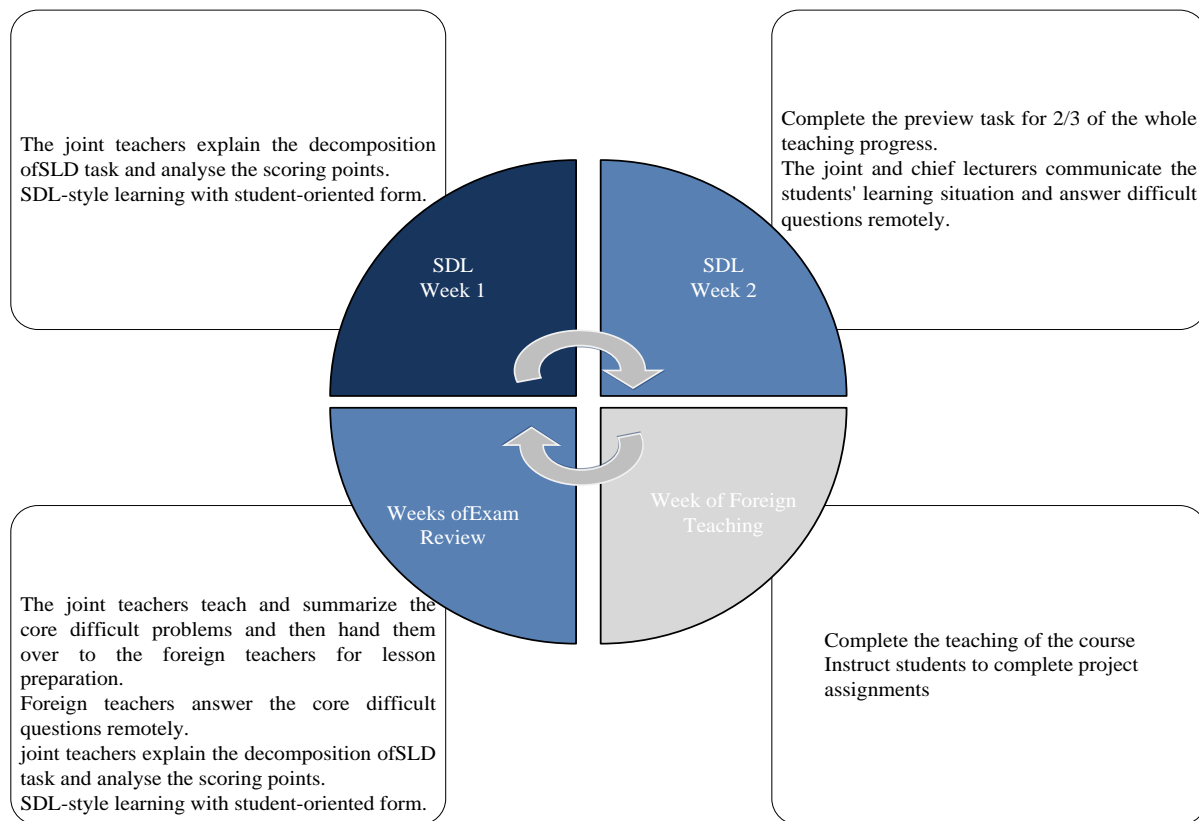 The joint teachers explain the decomposition
ofSLD task and analyse the scoring points.
SDL-style learning with student-oriented form.
Complete the preview task for 2/3 of the whole
teaching progress.
The joint and chief lecturers communicate the
students' learning situation and answer difficult
questions remotely.
SDL
Week 1
SDL
Week 2
Weeks ofExam
Review
Week of Foreign
Teaching
The joint teachers teach and summarize the
core difficult problems and then hand them
over to the foreign teachers for lesson
preparation.
Foreign teachers answer the core difficult
questions remotely.
joint teachers explain the decomposition ofSLD
task and analyse the scoring points.
SDL-style learning with student-oriented form.
Complete the teaching of the course
Instruct students to complete project
assignments